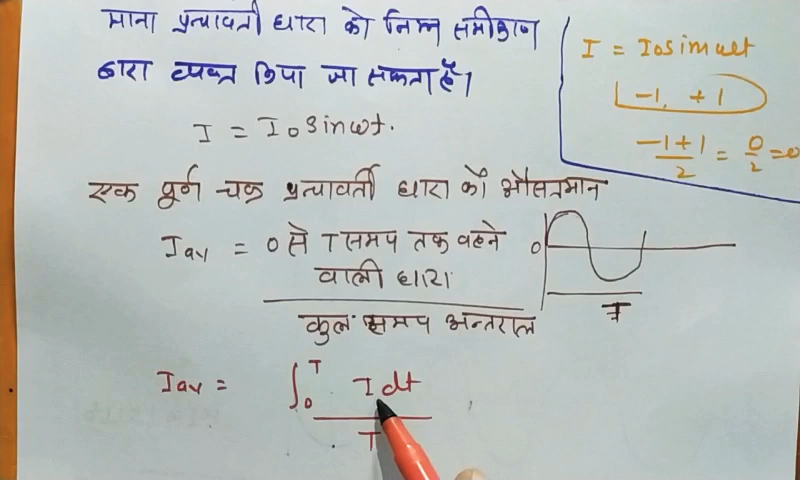 माना प्रत्यावर्ती धारा को निम्न समीकरण
द्वारा व्यक्त किया जा सकता है।
I = I0 sinωt.
I = I0 sinωt
-1, +1
-1+1/2 = 0/2 = 0
एक पूर्ण चक्र प्रत्यावर्ती धारा की औसतमान
Iav = 0 से T समय तक बहने
वाली धारा
कुल समय अन्तराल
0
T
Iav = ∫0T I dt
T